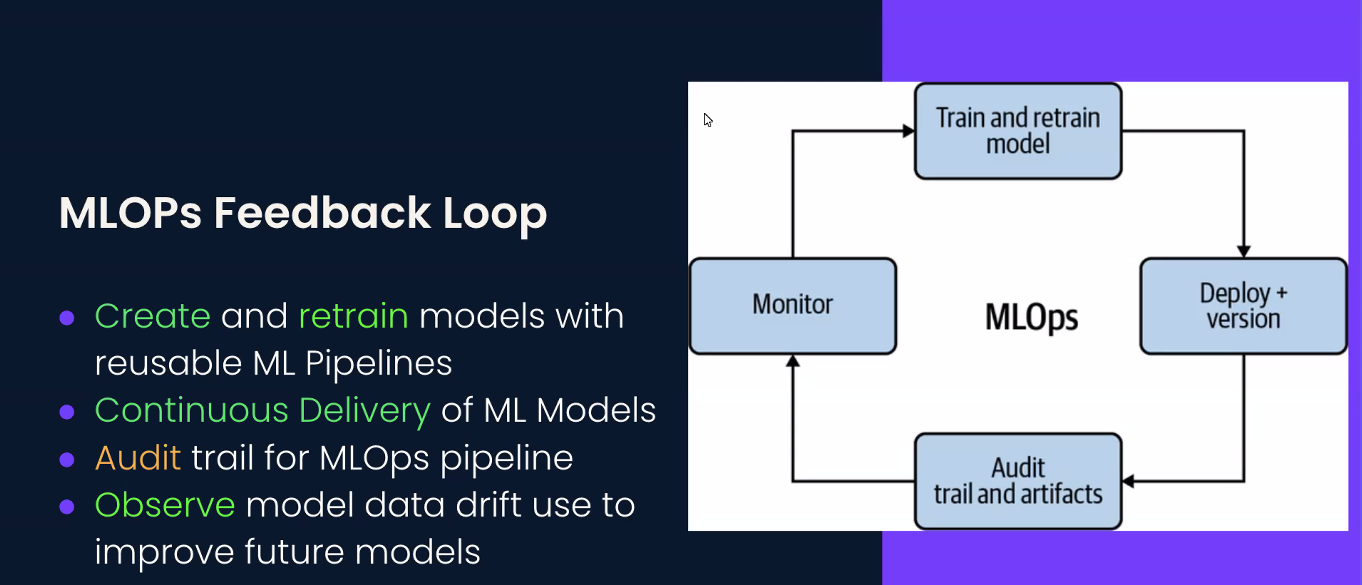 MLOPs Feedback Loop
Create and retrain models with
reusable ML Pipelines
Continuous Delivery of ML Models
Audit trail for MLOps pipeline
Observe model data drift use to
improve future models
Train and retrain
model
Monitor
MLOps
Deploy +
version
Audit
trail and artifacts